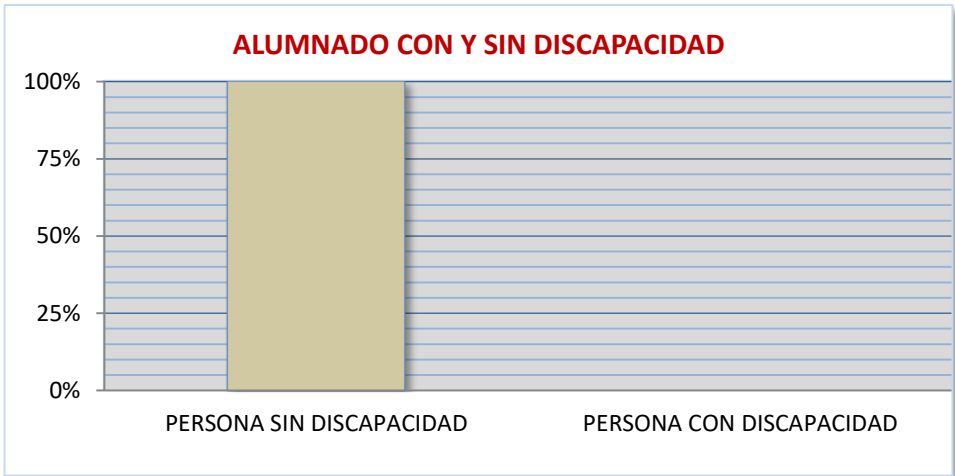 ALUMNADO CON Y SIN DISCAPACIDAD
100%
75%
50%
25%
0%
PERSONA SIN DISCAPACIDAD
PERSONA CON DISCAPACIDAD